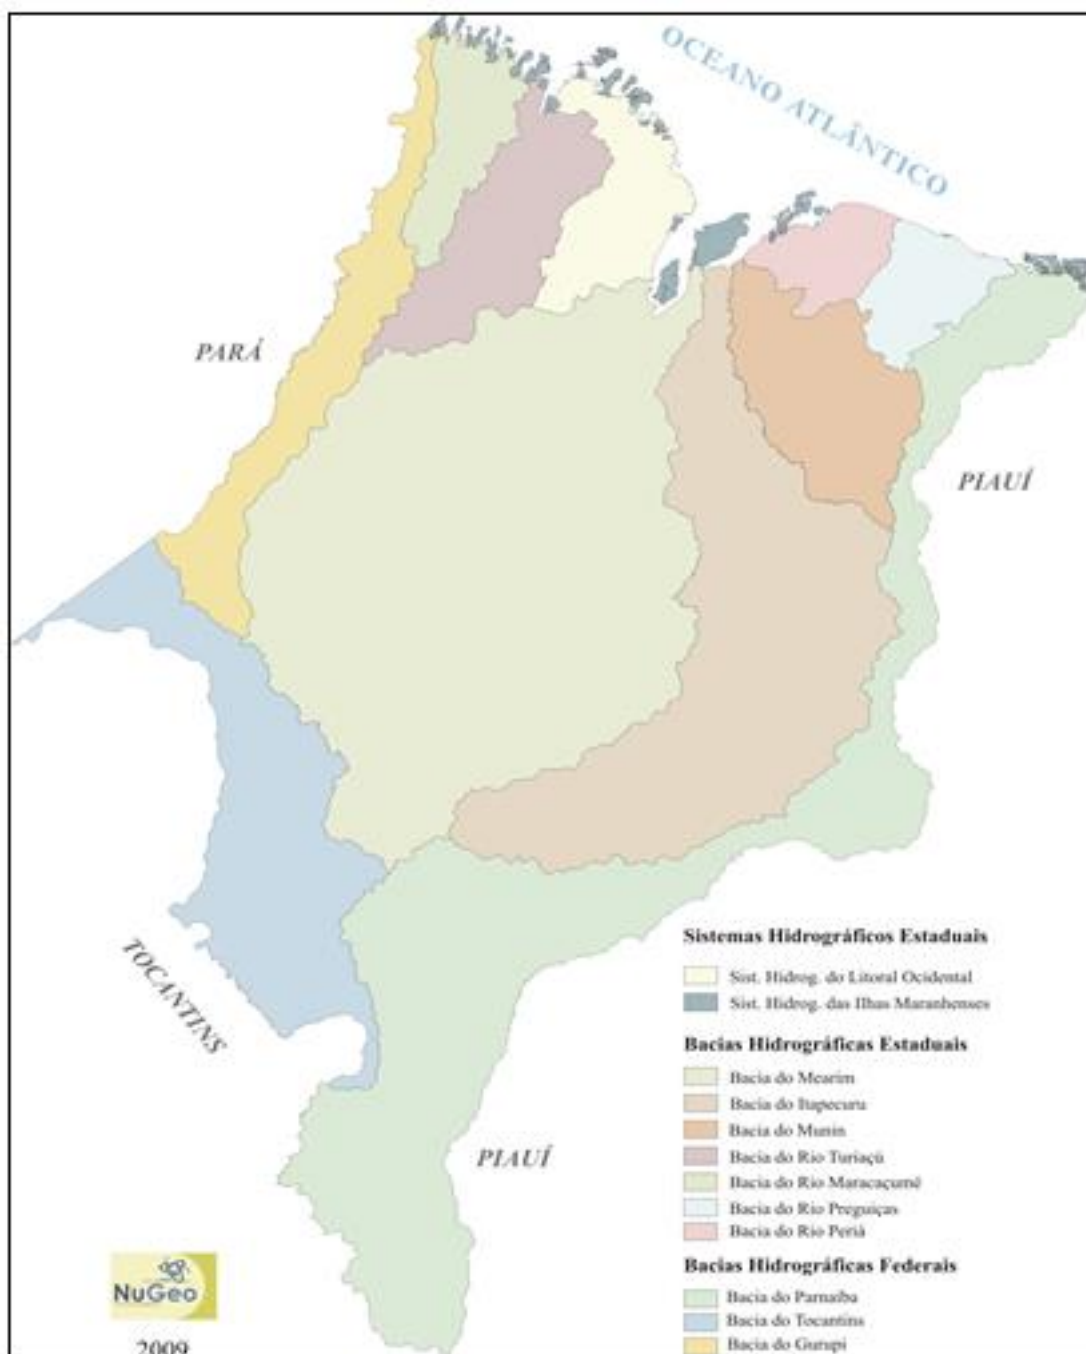 OCEANO ATLÂNTICO
PARÁ
PIAUÍ
TOCANTINS
PIAUÍ
Sistemas Hidrográficos Estaduais
Sist. Hidrog. do Litoral Ocidental
Sist. Hidrog. das Ilhas Maranhenses
Bacias Hidrográficas Estaduais
Bacia do Mearim
Bacia do Itapecuru
Bacia do Munin
Bacia do Rio Turiaçú
Bacia do Rio Maracaçumé
Bacia do Rio Preguiças
Bacia do Rio Periá
Bacias Hidrográficas Federais
Bacia do Parnaíba
Bacia do Tocantins
Bacia do Gurupi
NuGeo
2009